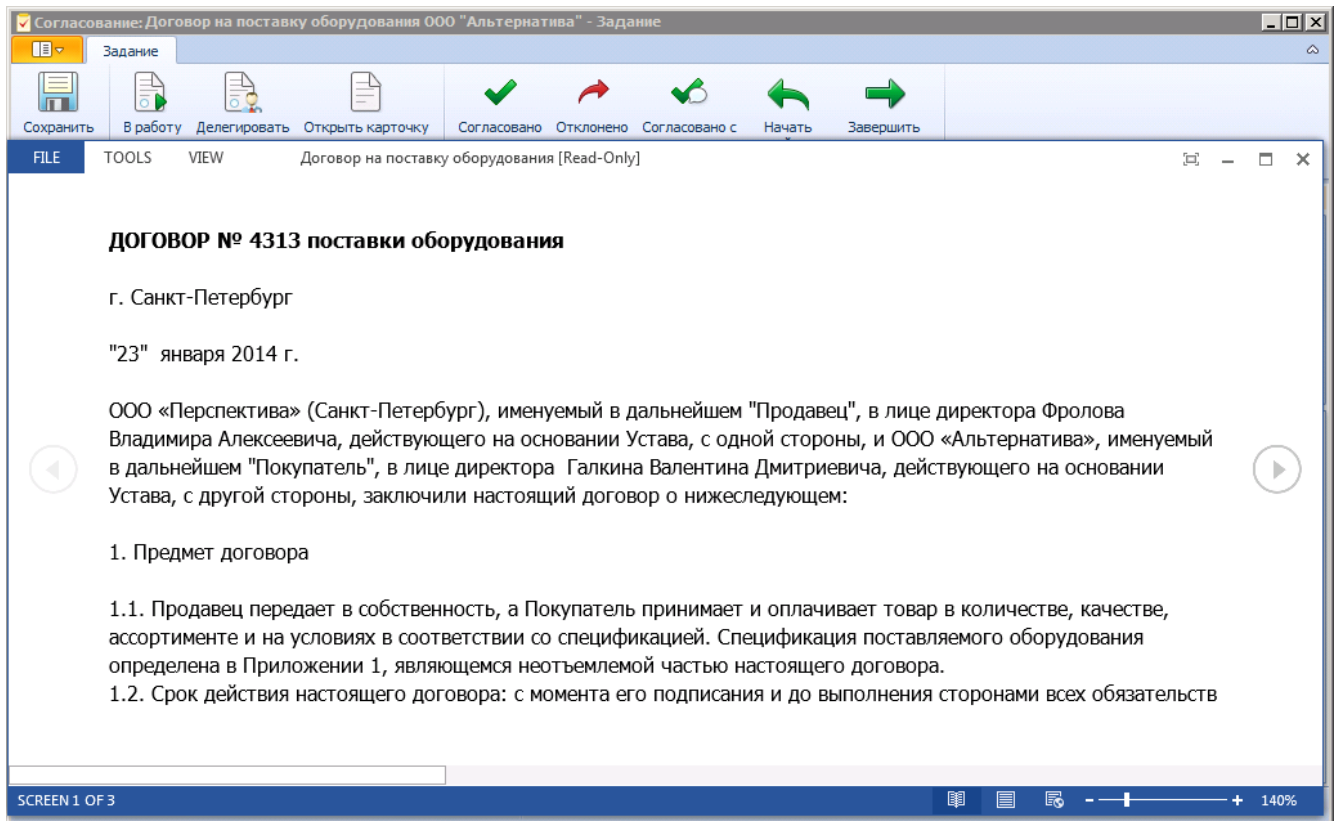 Согласование: Договор на поставку оборудования ООО "Альтернатива" - Задание
Задание
Сохранить В работу Делегировать Открыть карточку Согласовано Отклонено Согласовано с Начать Завершить
FILE TOOLS VIEW Договор на поставку оборудования [Read-Only]
ДОГОВОР № 4313 поставки оборудования
г. Санкт-Петербург
"23" января 2014 г.
ООО «Перспектива» (Санкт-Петербург), именуемый в дальнейшем "Продавец", в лице директора Фролова
Владимира Алексеевича, действующего на основании Устава, с одной стороны, и ООО «Альтернатива», именуемый
в дальнейшем "Покупатель", в лице директора Галкина Валентина Дмитриевича, действующего на основании
Устава, с другой стороны, заключили настоящий договор о нижеследующем:
1. Предмет договора
1.1. Продавец передает в собственность, а Покупатель принимает и оплачивает товар в количестве, качестве,
ассортименте и на условиях в соответствии со спецификацией. Спецификация поставляемого оборудования
определена в Приложении 1, являющемся неотъемлемой частью настоящего договора.
1.2. Срок действия настоящего договора: с момента его подписания и до выполнения сторонами всех обязательств
SCREEN 1 OF 3 140%